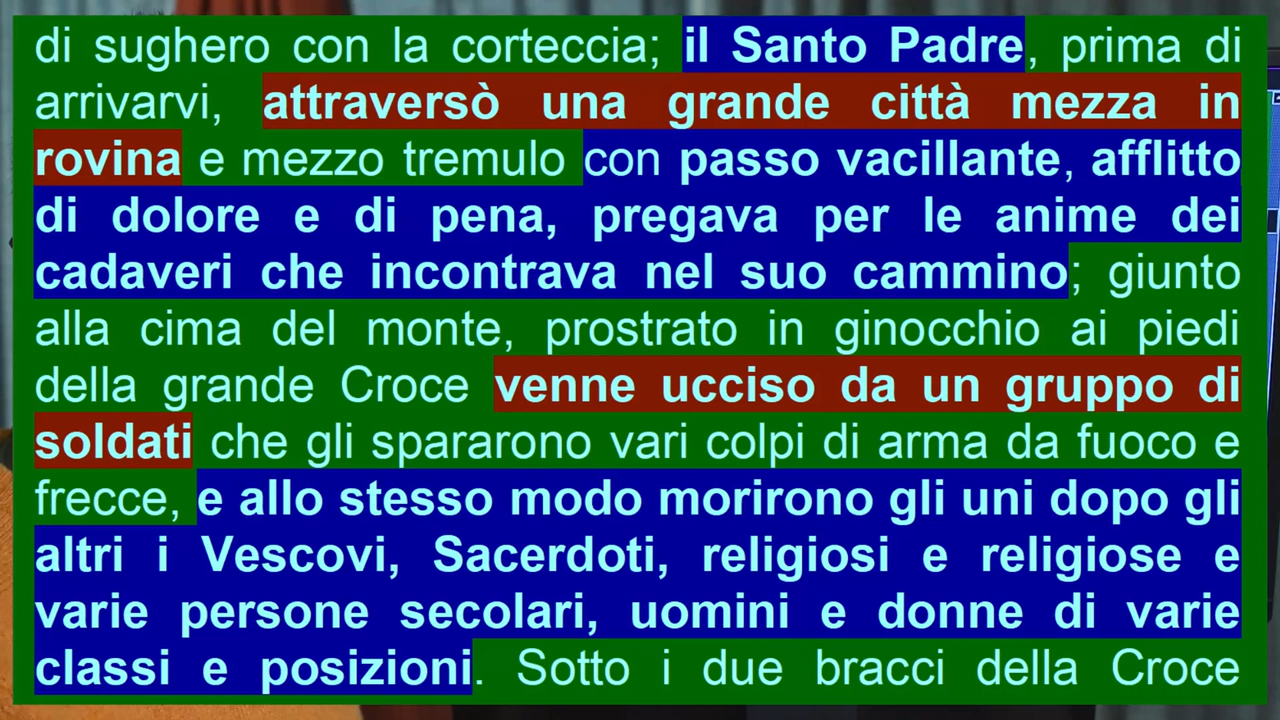 di sughero con la corteccia; il Santo Padre, prima di
arrivarvi, attraversò una grande città mezza in
rovina e mezzo tremulo con passo vacillante, afflitto
di dolore e di pena, pregava per le anime dei
cadaveri che incontrava nel suo cammino; giunto
alla cima del monte, prostrato in ginocchio ai piedi
della grande Croce venne ucciso da un gruppo di
soldati che gli spararono vari colpi di arma da fuoco e
frecce, e allo stesso modo morirono gli uni dopo gli
altri i Vescovi, Sacerdoti, religiosi e religiose e
varie persone secolari, uomini e donne di varie
classi e posizioni. Sotto i due bracci della Croce